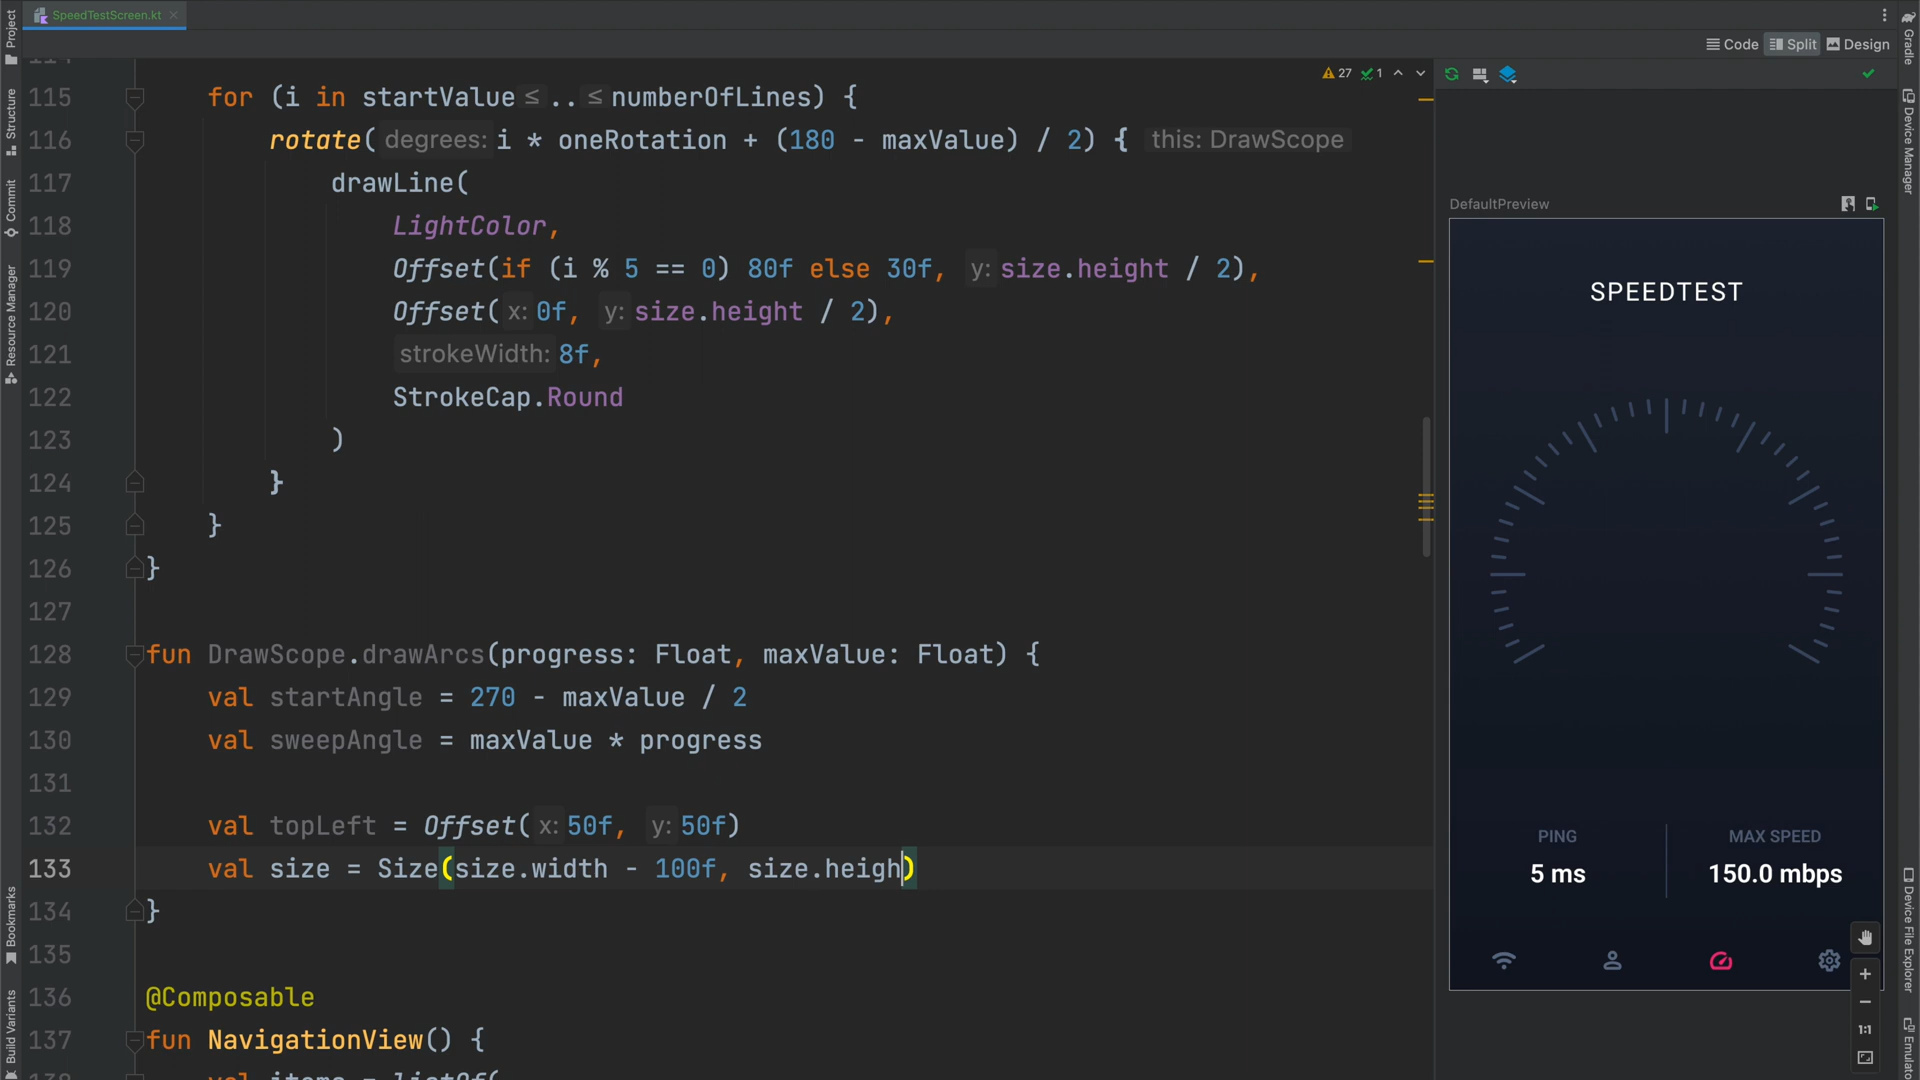 SpeedTestScreen.kt
Code Split Design
27 1
115 for (i in startValue ≤ .. ≤ numberOfLines) {
116 rotate( degrees: i * oneRotation + (180 - maxValue) / 2) { this: DrawScope
117 drawLine(
118 LightColor,
119 Offset(if (i % 5 == 0) 80f else 30f, y: size.height / 2),
120 Offset( x: 0f, y: size.height / 2),
121 strokeWidth: 8f,
122 StrokeCap.Round
123 )
124 }
125 }
126 }
127
128 fun DrawScope.drawArcs(progress: Float, maxValue: Float) {
129 val startAngle = 270 - maxValue / 2
130 val sweepAngle = maxValue * progress
131
132 val topLeft = Offset( x: 50f, y: 50f)
133 val size = Size(size.width - 100f, size.heigh)
134 }
135
136 @Composable
137 fun NavigationView() {
val items = listOf(
Project
Structure
Commit
Resource Manager
Bookmarks
Build Variants
DefaultPreview
SPEEDTEST
PING
5 ms
MAX SPEED
150.0 mbps
1:1
Gradle
Device Manager
Device File Explorer
Emulato